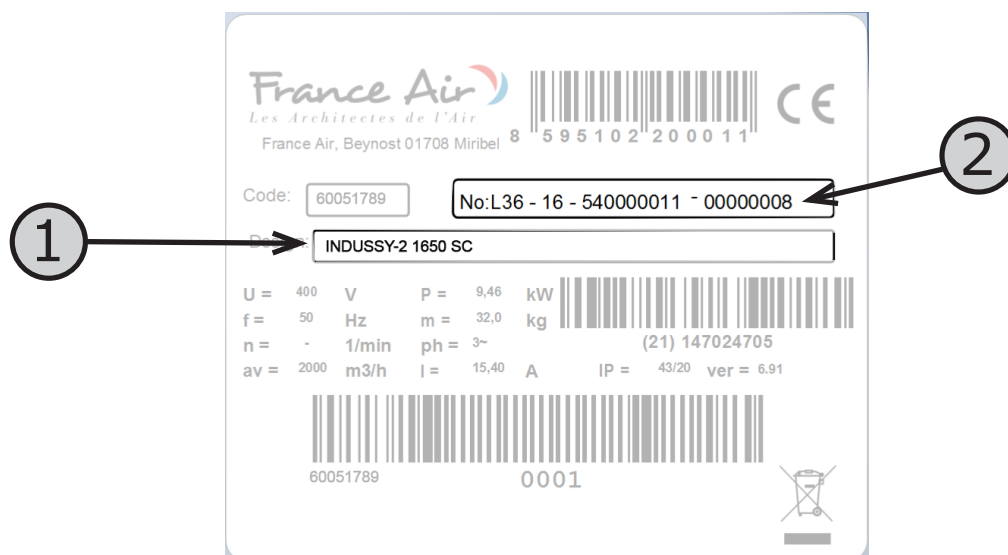 France Air
Les Architectes de l'Air
France Air, Beynost 01708 Miribel
8 595102 200011
CE
Code: 60051789
No:L36 - 16 - 540000011 - 00000008
2
1
INDUSSY-2 1650 SC
U = 400 V P = 9,46 kW
f = 50 Hz m = 32,0 kg
n = - 1/min ph = 3~
(21) 147024705
av = 2000 m3/h I = 15,40 A IP = 43/20 ver = 6.91
60051789
0001